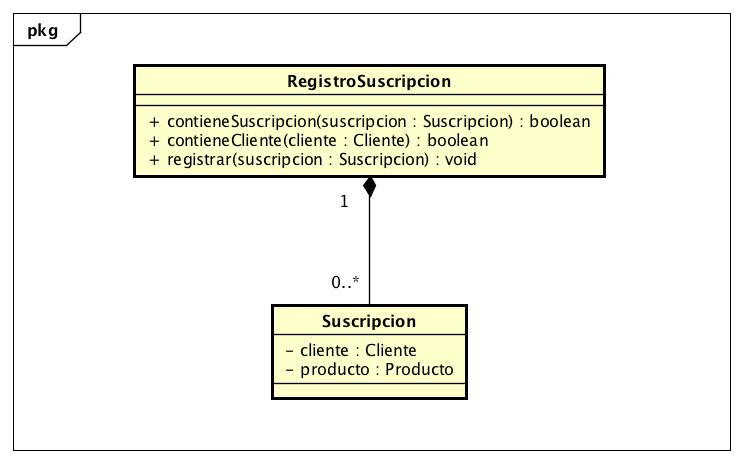 pkg
RegistroSuscripcion
+ contieneSuscripcion(suscripcion : Suscripcion) : boolean
+ contieneCliente(cliente : Cliente) : boolean
+ registrar(suscripcion : Suscripcion) : void
1
0..*
Suscripcion
- cliente : Cliente
- producto : Producto